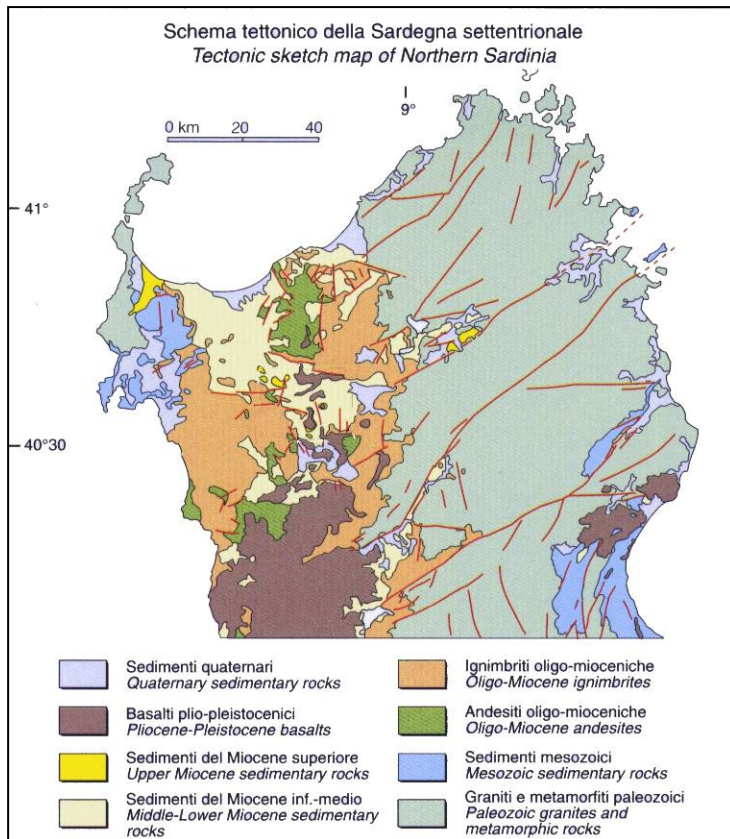 Schema tettonico della Sardegna settentrionale
Tectonic sketch map of Northern Sardinia
9°
0 km 20 40
41°
40°30
Sedimenti quaternari
Quaternary sedimentary rocks
Basalti plio-pleistocenici
Pliocene-Pleistocene basalts
Sedimenti del Miocene superiore
Upper Miocene sedimentary rocks
Sedimenti del Miocene inf.-medio
Middle-Lower Miocene sedimentary
rocks
Ignimbriti oligo-mioceniche
Oligo-Miocene ignimbrites
Andesiti oligo-mioceniche
Oligo-Miocene andesites
Sedimenti mesozoici
Mesozoic sedimentary rocks
Graniti e metamorfiti paleozoici
Paleozoic granites and
metamorphic rocks